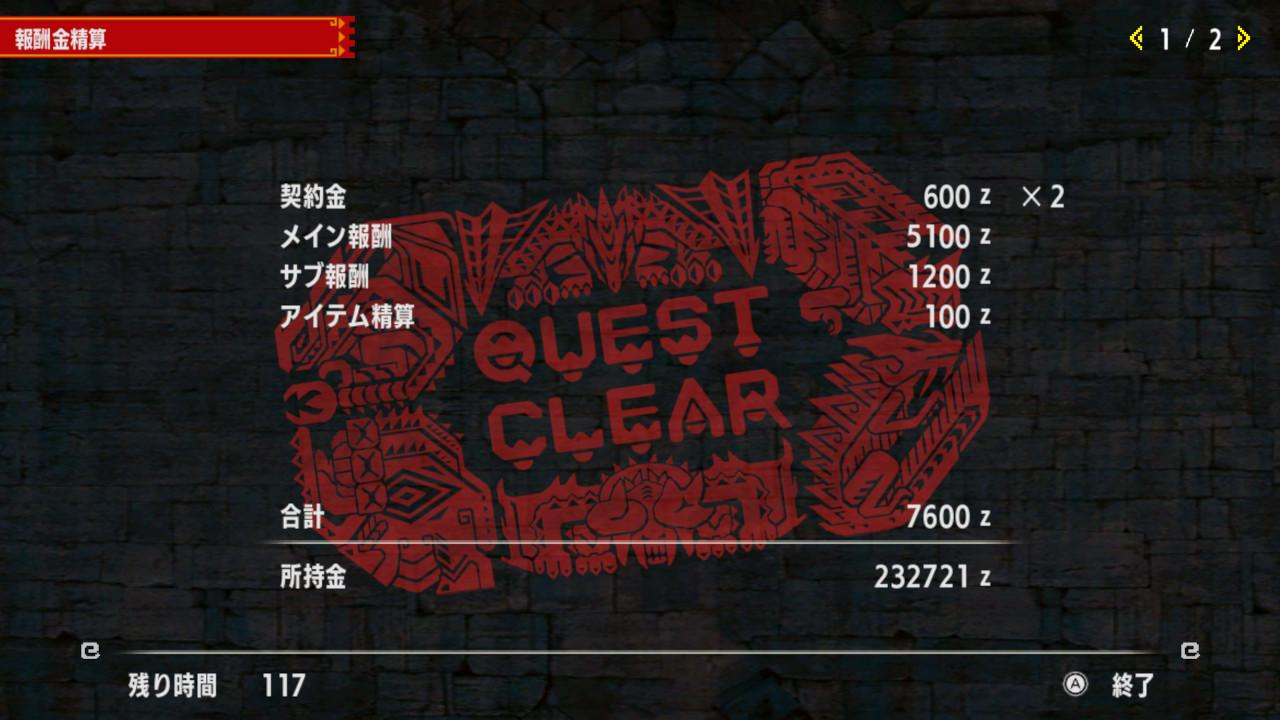 報酬金精算
1 / 2
契約金 600 z ×2
メイン報酬 5100 z
サブ報酬 1200 z
アイテム精算 100 z
QUEST
CLEAR
合計 7600 z
所持金 232721 z
残り時間 117
A 終了